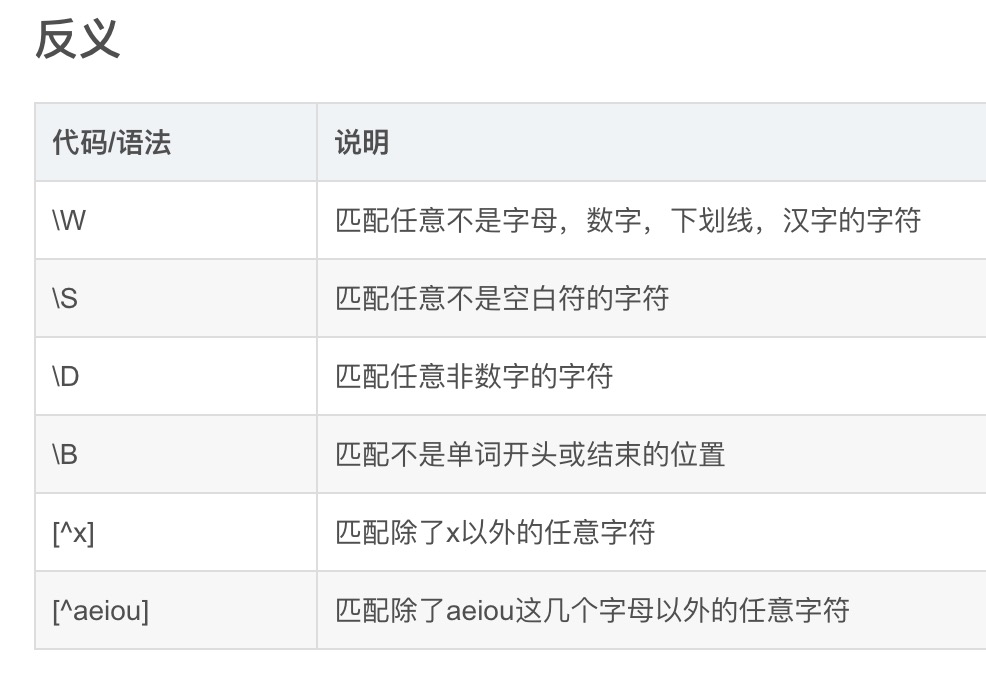 反义
代码/语法 说明
\W 匹配任意不是字母，数字，下划线，汉字的字符
\S 匹配任意不是空白符的字符
\D 匹配任意非数字的字符
\B 匹配不是单词开头或结束的位置
[^x] 匹配除了x以外的任意字符
[^aeiou] 匹配除了aeiou这几个字母以外的任意字符